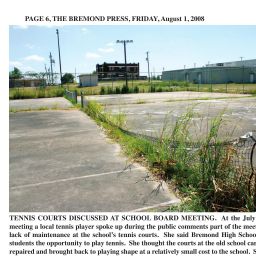 PAGE 6, THE BREMOND PRESS, FRIDAY, August 1, 2008
TENNIS COURTS DISCUSSED AT SCHOOL BOARD MEETING. At the July
meeting a local tennis player spoke up during the public comments part of the meet
lack of maintenance at the school's tennis courts. She said Bremond High Schoo
students the opportunity to play tennis. She thought the courts at the old school ca
repaired and brought back to playing shape at a relatively small cost to the school. S